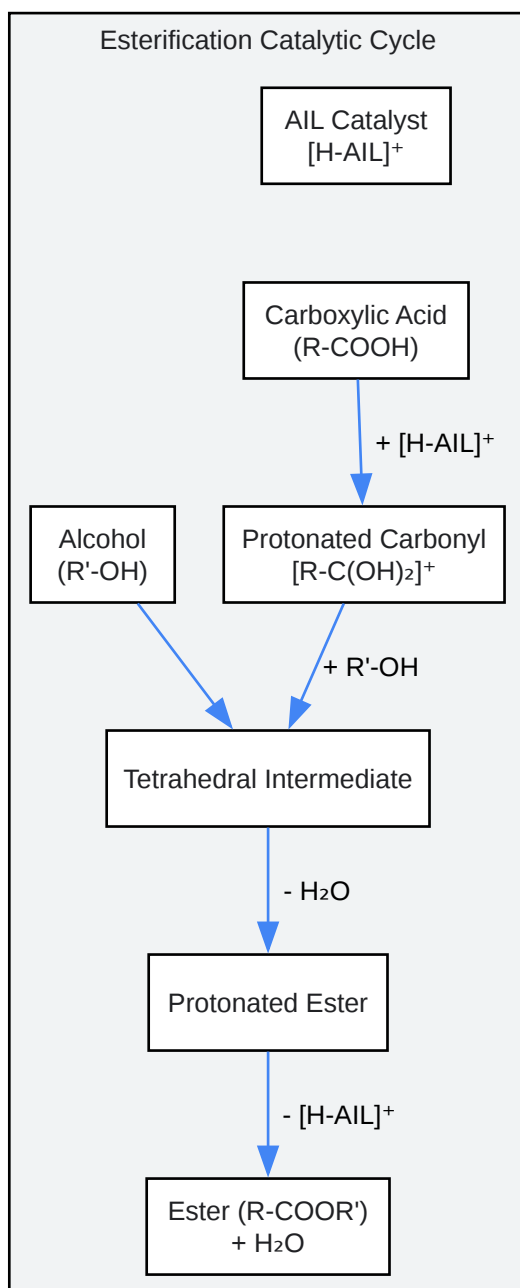 Esterification Catalytic Cycle
AIL Catalyst
[H-AIL]⁺
Carboxylic Acid
(R-COOH)
+ [H-AIL]⁺
Alcohol
(R'-OH)
Protonated Carbonyl
[R-C(OH)₂]⁺
+ R'-OH
Tetrahedral Intermediate
- H₂O
Protonated Ester
- [H-AIL]⁺
Ester (R-COOR')
+ H₂O